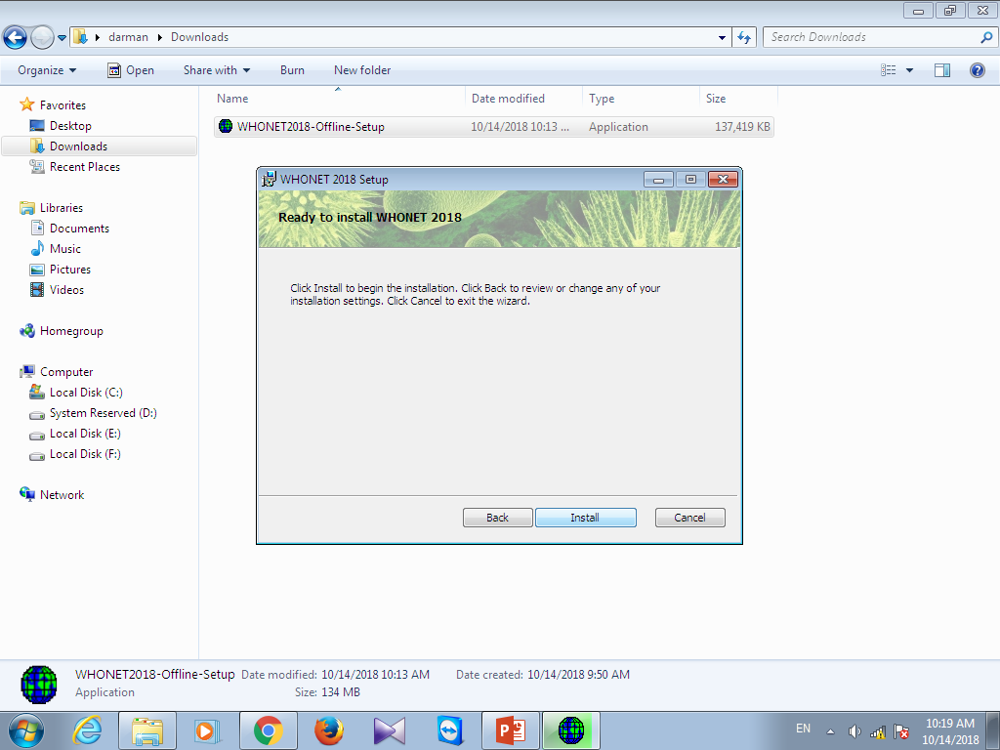 darman
Downloads
Search Downloads
Organize
Open
Share with
Burn
New folder
Favorites
Desktop
Downloads
Recent Places
Libraries
Documents
Music
Pictures
Videos
Homegroup
Computer
Local Disk (C:)
System Reserved (D:)
Local Disk (E:)
Local Disk (F:)
Network
Name Date modified Type Size
WHONET2018-Offline-Setup 10/14/2018 10:13 ... Application 137,419 KB
WHONET 2018 Setup
Ready to install WHONET 2018
Click Install to begin the installation. Click Back to review or change any of your
installation settings. Click Cancel to exit the wizard.
Back Install Cancel
WHONET2018-Offline-Setup Date modified: 10/14/2018 10:13 AM Date created: 10/14/2018 9:50 AM
Application Size: 134 MB
EN
10:19 AM
10/14/2018